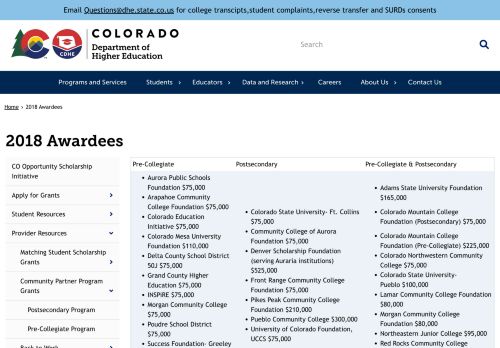 Email Questions@dhe.state.co.us for college transcipts,student complaints,reverse transfer and SURDs consents
CDHE
COLORADO
Department of
Higher Education
Search
Programs and Services
Students
Educators
Data and Research
Careers
About Us
Contact Us
Home > 2018 Awardees
2018 Awardees
CO Opportunity Scholarship
Initiative
Apply for Grants
Student Resources
Provider Resources
Matching Student Scholarship
Grants
Community Partner Program
Grants
Postsecondary Program
Pre-Collegiate Program
Back to Work
Pre-Collegiate
Aurora Public Schools
Foundation $75,000
Arapahoe Community
College Foundation $75,000
Colorado Education
Initiative $75,000
Colorado Mesa University
Foundation $110,000
Delta County School District
50J $75,000
Grand County Higher
Education $75,000
INSPIRE $75,000
Morgan Community College
$75,000
Poudre School District
$75,000
Success Foundation- Greeley
Postsecondary
Colorado State University- Ft. Collins
$75,000
Community College of Aurora
Foundation $75,000
Denver Scholarship Foundation
(serving Auraria institutions)
$525,000
Front Range Community College
Foundation $75,000
Pikes Peak Community College
Foundation $210,000
Pueblo Community College $300,000
University of Colorado Foundation,
UCCS $75,000
Pre-Collegiate & Postsecondary
Adams State University Foundation
$165,000
Colorado Mountain College
Foundation (Postsecondary) $75,000
Colorado Mountain College
Foundation (Pre-Collegiate) $225,000
Colorado Northwestern Community
College $75,000
Colorado State University-
Pueblo $100,000
Lamar Community College Foundation
$80,000
Morgan Community College
Foundation $80,000
Northeastern Junior College $95,000
Red Rocks Community College